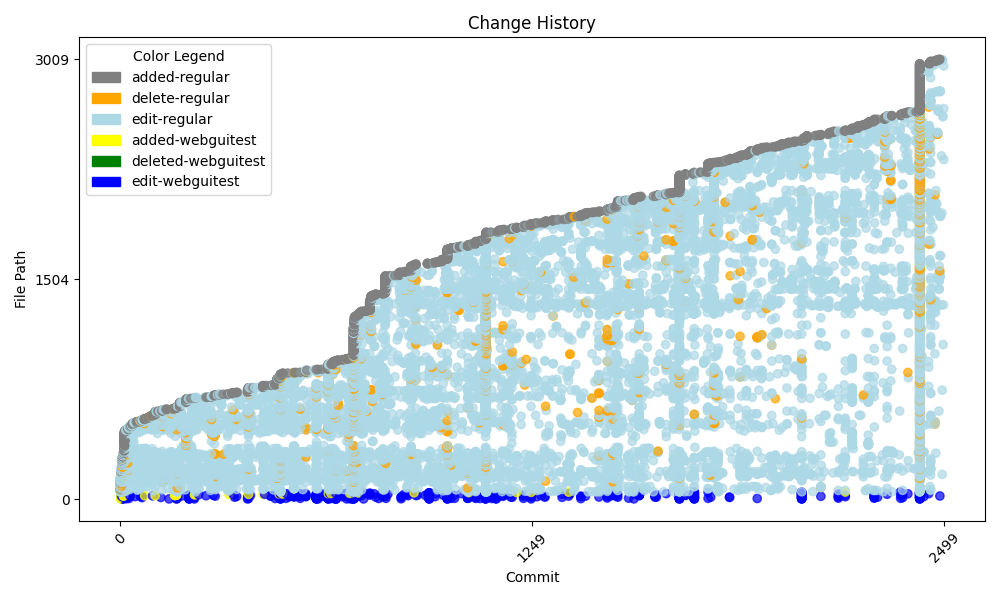 Change History
Color Legend
added-regular
delete-regular
edit-regular
added-webguitest
deleted-webguitest
edit-webguitest
File Path
3009
1504
0
0
1249
2499
Commit